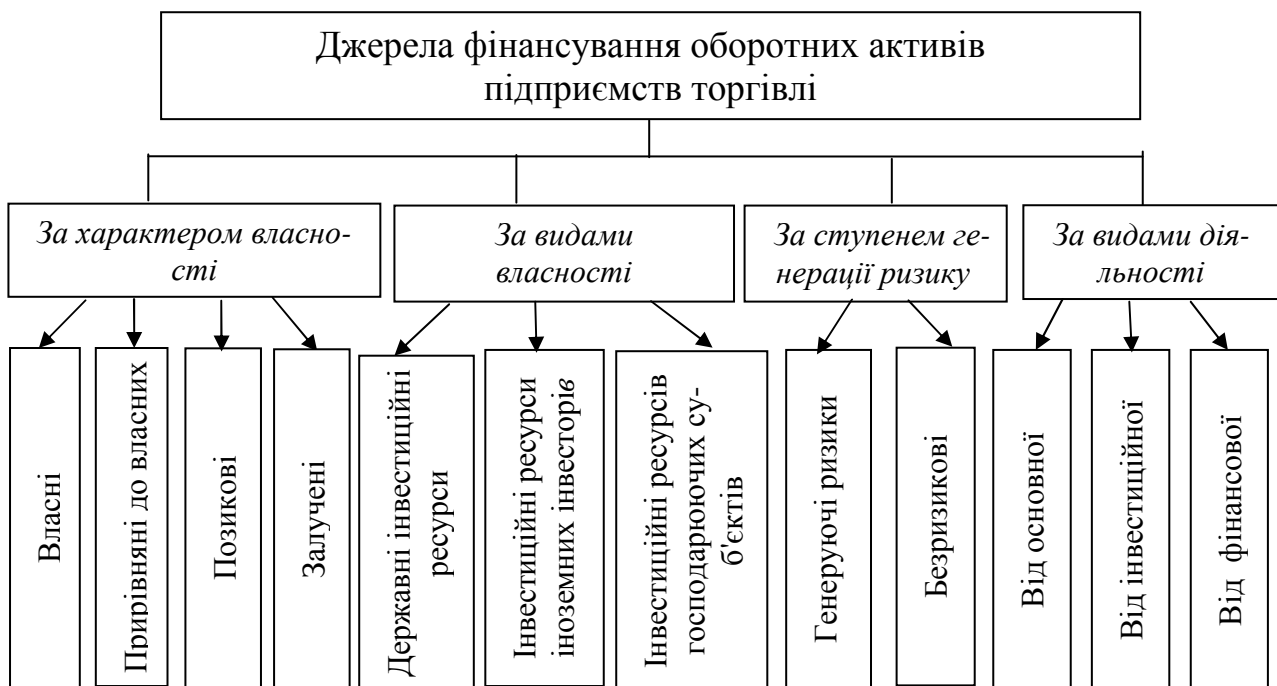 Джерела фінансування оборотних активів
підприємств торгівлі
За характером власно-
сті
За видами
власності
За ступенем ге-
нерації ризику
За видами дія-
льності
Власні
Прирівняні до власних
Позикові
Залучені
Державні інвестиційні
ресурси
Інвестиційні ресурси
іноземних інвесторів
Інвестиційні ресурсів
господарюючих су-
б'єктів
Генеруючі ризики
Безризикові
Від основної
Від інвестиційної
Від фінансової